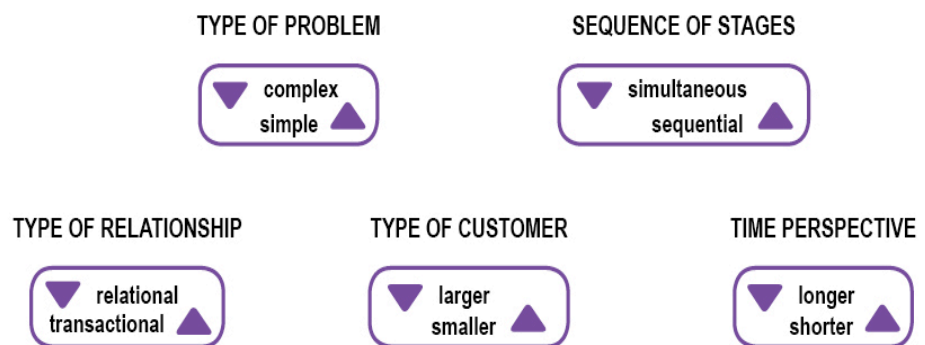 TYPE OF PROBLEM
complex
simple
SEQUENCE OF STAGES
simultaneous
sequential
TYPE OF RELATIONSHIP
relational
transactional
TYPE OF CUSTOMER
larger
smaller
TIME PERSPECTIVE
longer
shorter